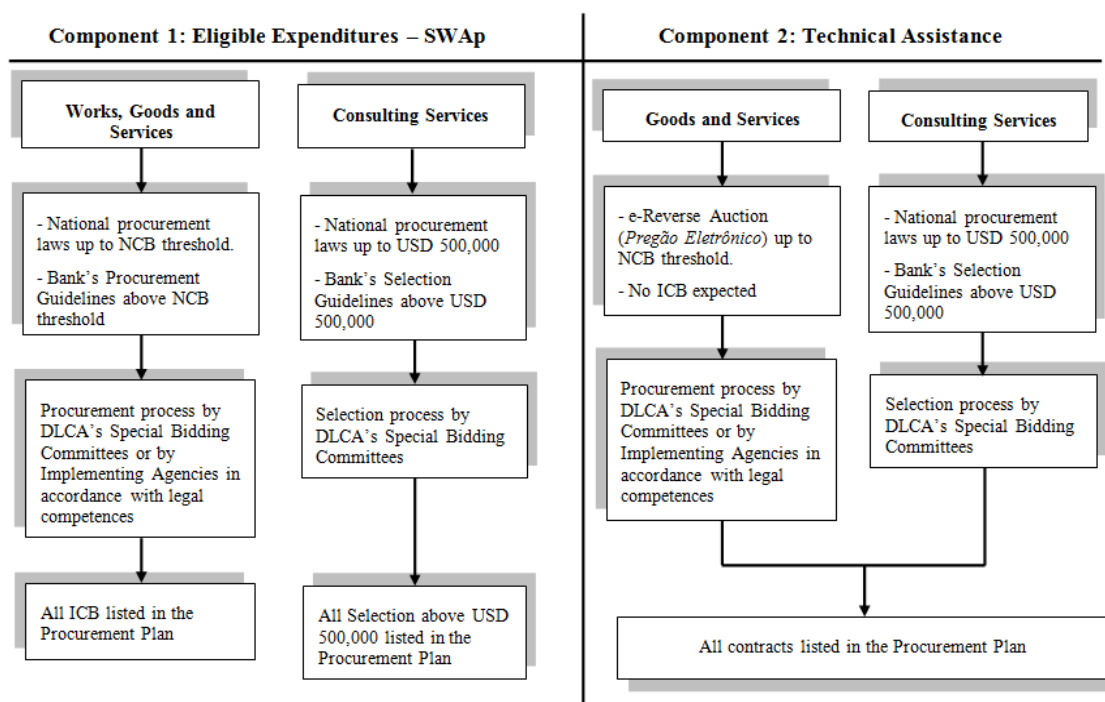 Component 1: Eligible Expenditures – SWAp
Works, Goods and
Services
- National procurement
laws up to NCB threshold.
- Bank's Procurement
Guidelines above NCB
threshold
Procurement process by
DLCA's Special Bidding
Committees or by
Implementing Agencies in
accordance with legal
competences
All ICB listed in the
Procurement Plan
Consulting Services
- National procurement
laws up to USD 500,000
- Bank's Selection
Guidelines above USD
500,000
Selection process by
DLCA's Special Bidding
Committees
All Selection above USD
500,000 listed in the
Procurement Plan
Component 2: Technical Assistance
Goods and Services
- e-Reverse Auction
(Pregão Eletrônico) up to
NCB threshold.
- No ICB expected
Procurement process by
DLCA's Special Bidding
Committees or by
Implementing Agencies in
accordance with legal
competences
Consulting Services
- National procurement
laws up to USD 500,000
- Bank's Selection
Guidelines above USD
500,000
Selection process by
DLCA's Special Bidding
Committees
All contracts listed in the Procurement Plan